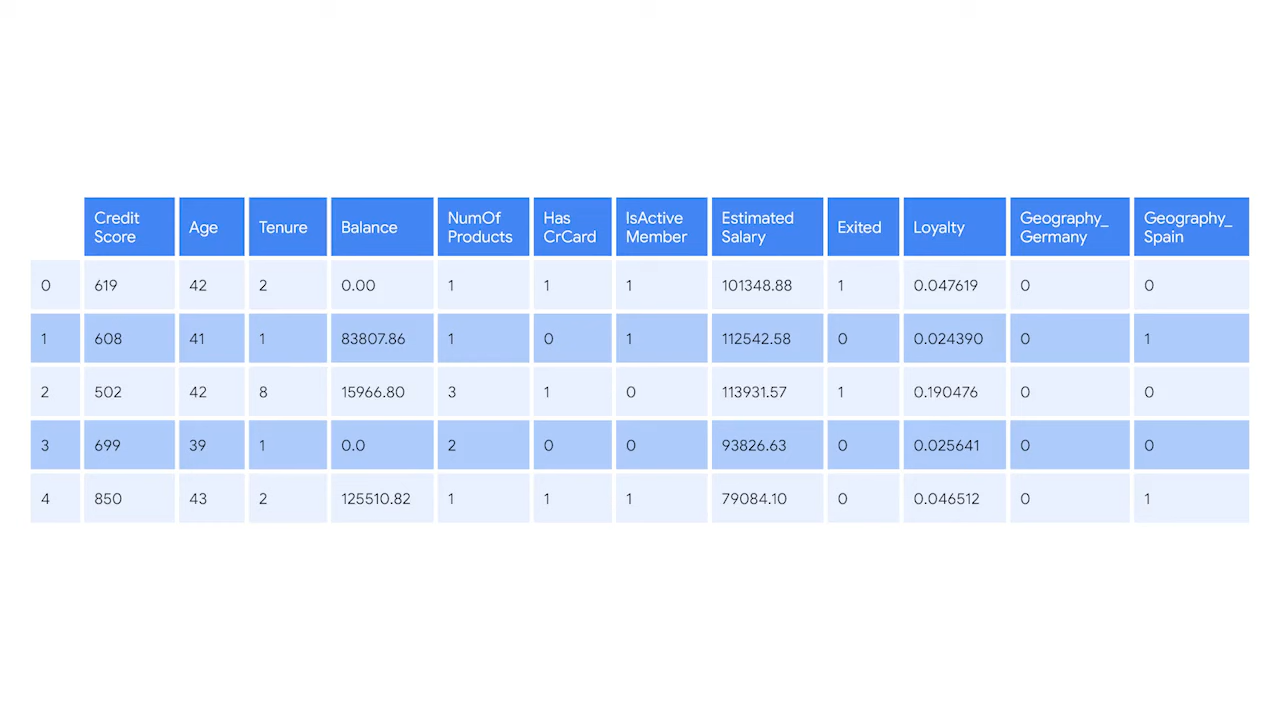 Credit Score Age Tenure Balance NumOf Products Has CrCard IsActive Member Estimated Salary Exited Loyalty Geography_ Germany Geography_ Spain
0 619 42 2 0.00 1 1 1 101348.88 1 0.047619 0 0
1 608 41 1 83807.86 1 0 1 112542.58 0 0.024390 0 1
2 502 42 8 15966.80 3 1 0 113931.57 1 0.190476 0 0
3 699 39 1 0.0 2 0 0 93826.63 0 0.025641 0 0
4 850 43 2 125510.82 1 1 1 79084.10 0 0.046512 0 1